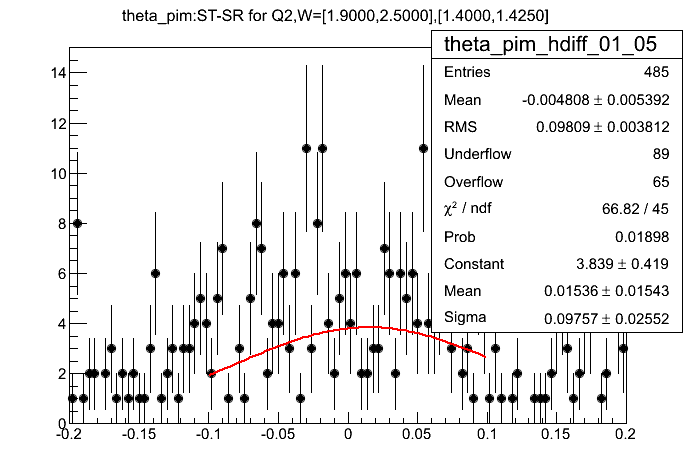 theta_pim:ST-SR for Q2,W=[1.9000,2.5000],[1.4000,1.4250]
theta_pim_hdiff_01_05
Entries 485
Mean -0.004808 ± 0.005392
RMS 0.09809 ± 0.003812
Underflow 89
Overflow 65
χ² / ndf 66.82 / 45
Prob 0.01898
Constant 3.839 ± 0.419
Mean 0.01536 ± 0.01543
Sigma 0.09757 ± 0.02552
14
12
10
8
6
4
2
0
-0.2 -0.15 -0.1 -0.05 0 0.05 0.1 0.15 0.2